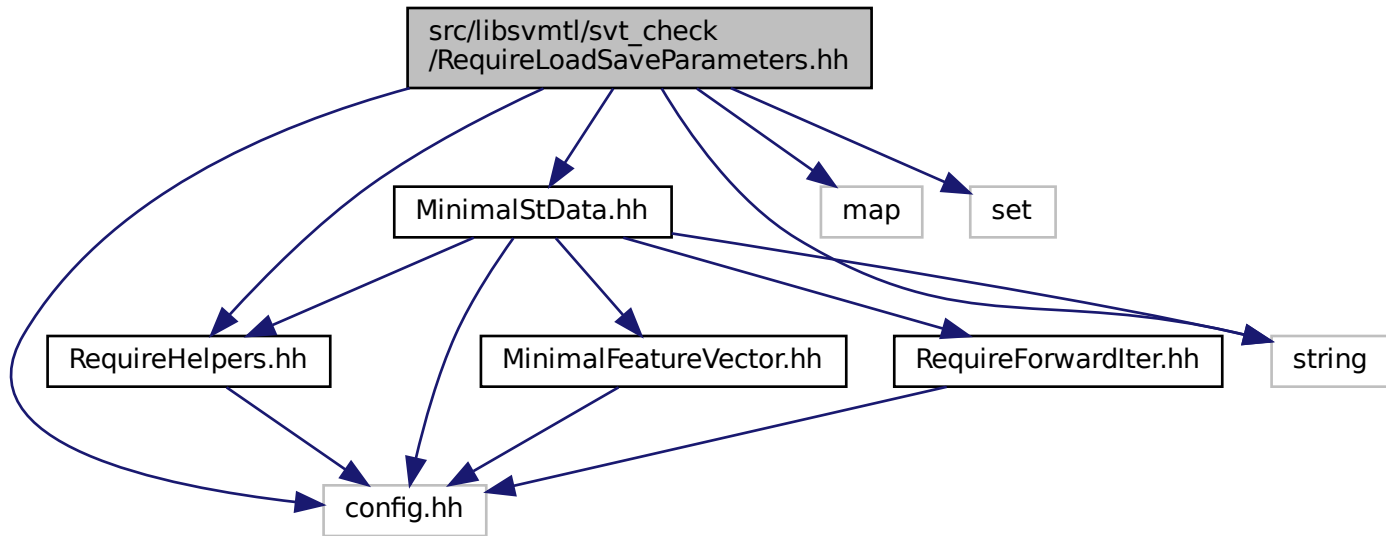 src/libsvmtl/svt_check
/RequireLoadSaveParameters.hh
MinimalStData.hh
map
set
RequireHelpers.hh
MinimalFeatureVector.hh
RequireForwardIter.hh
string
config.hh